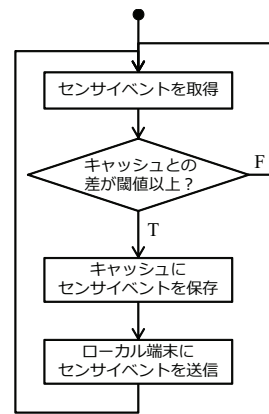 センサイベントを取得
キャッシュとの
差が閾値以上？
F
T
キャッシュに
センサイベントを保存
ローカル端末に
センサイベントを送信